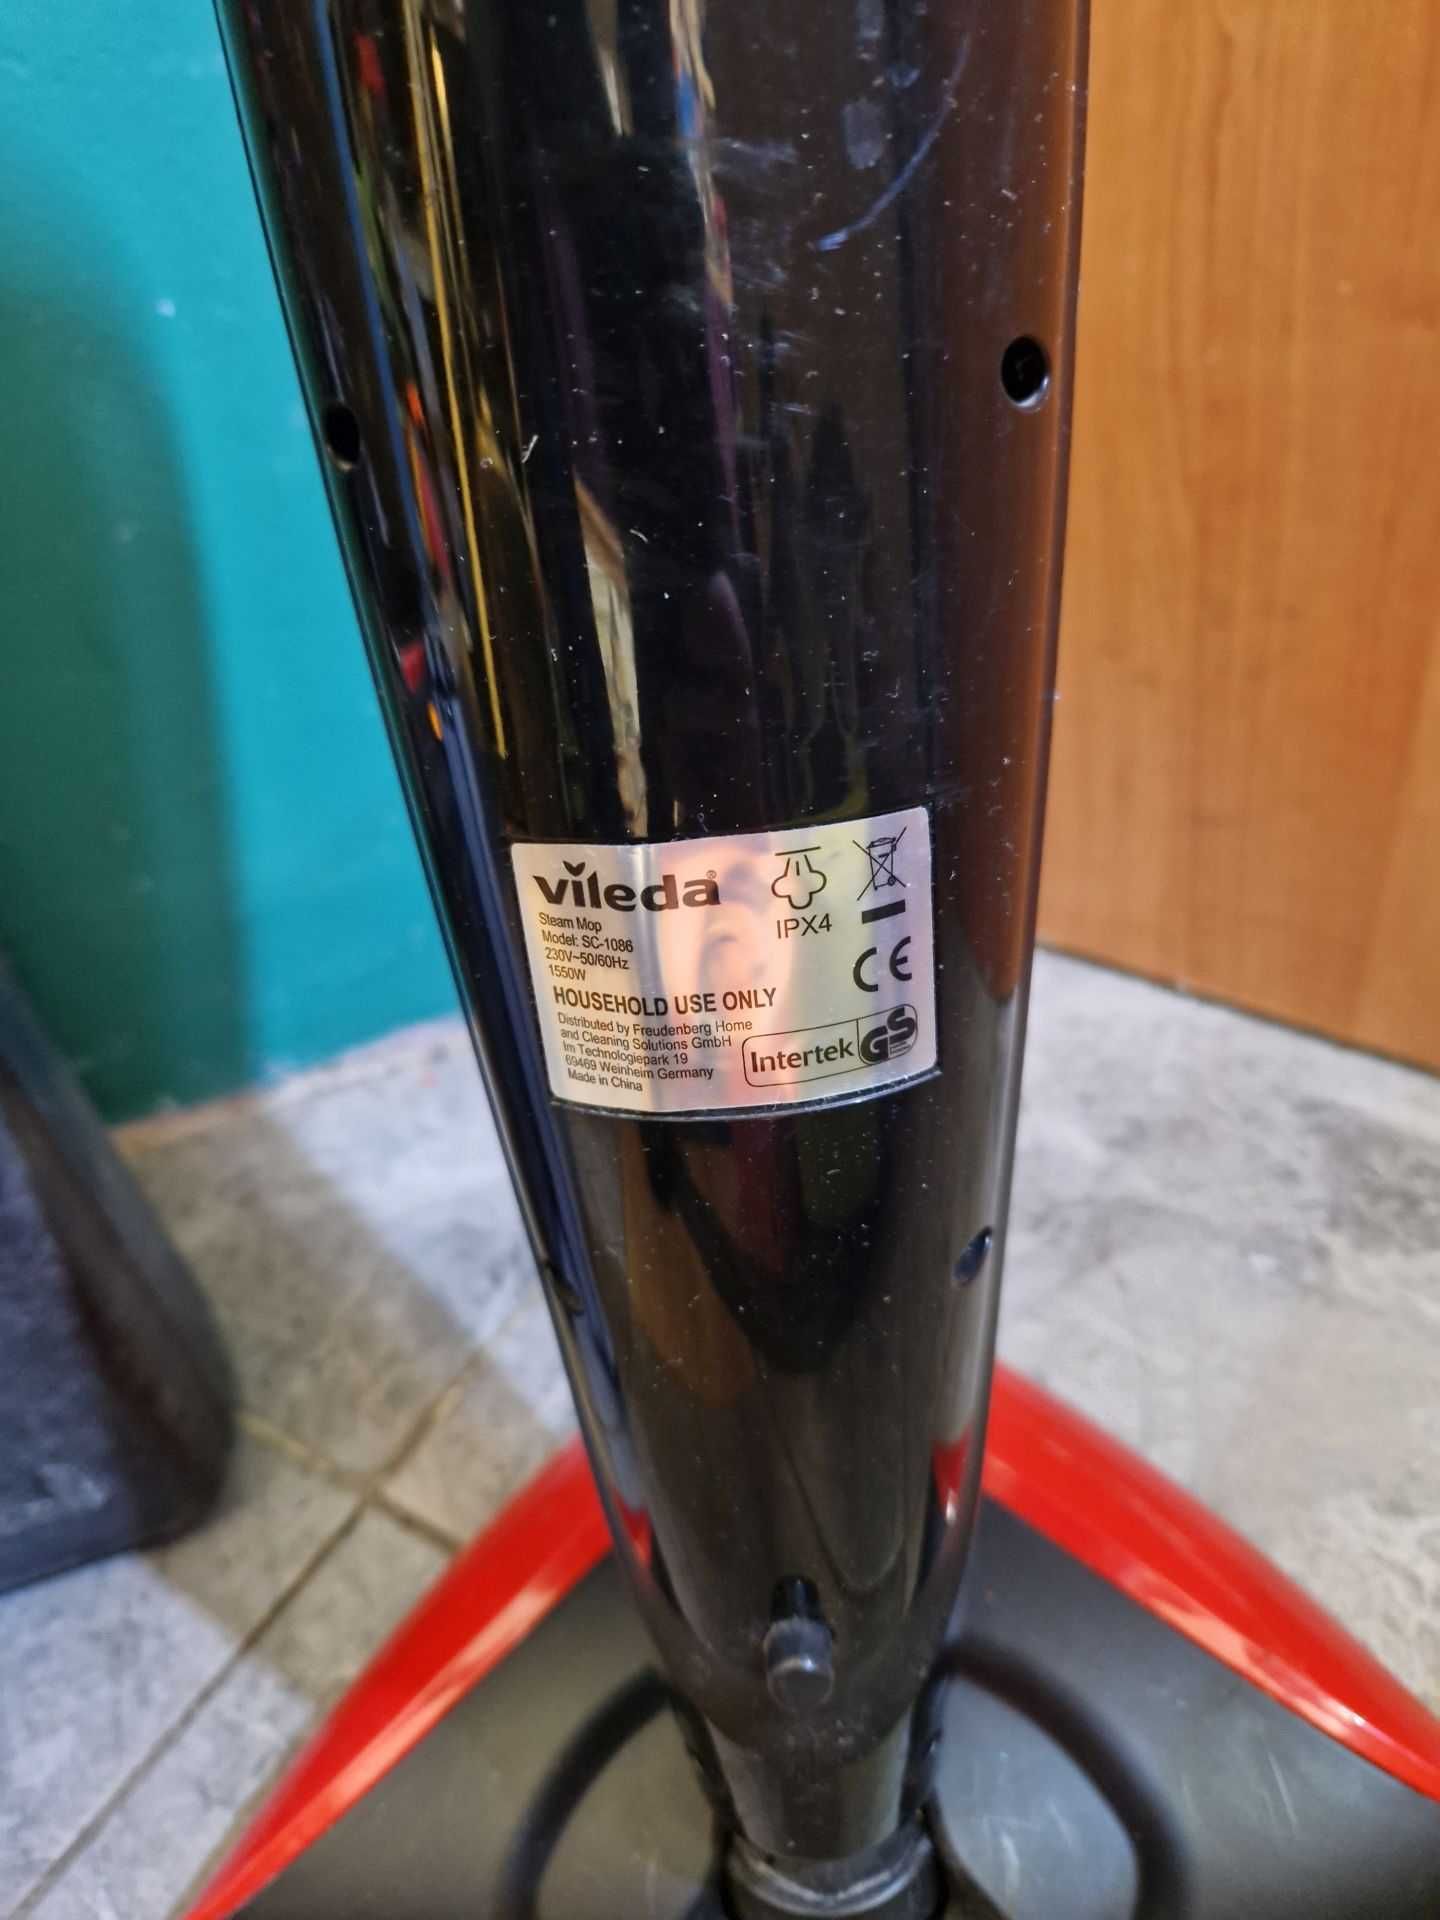 vileda®
Steam Mop
Model: SC-1086
230V~50/60Hz
1550W
IPX4
CE
HOUSEHOLD USE ONLY
Distributed by Freudenberg Home
and Cleaning Solutions GmbH
Im Technologiepark 19
69469 Weinheim Germany
Made in China
Intertek GS